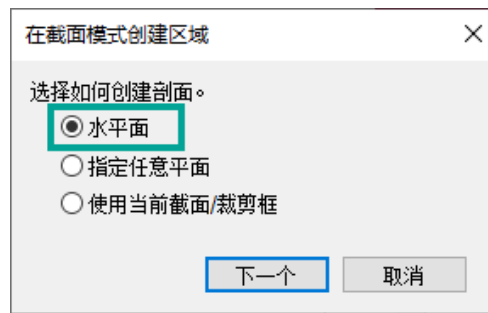 在截面模式创建区域
选择如何创建剖面。
水平面
指定任意平面
使用当前截面/裁剪框
下一个
取消